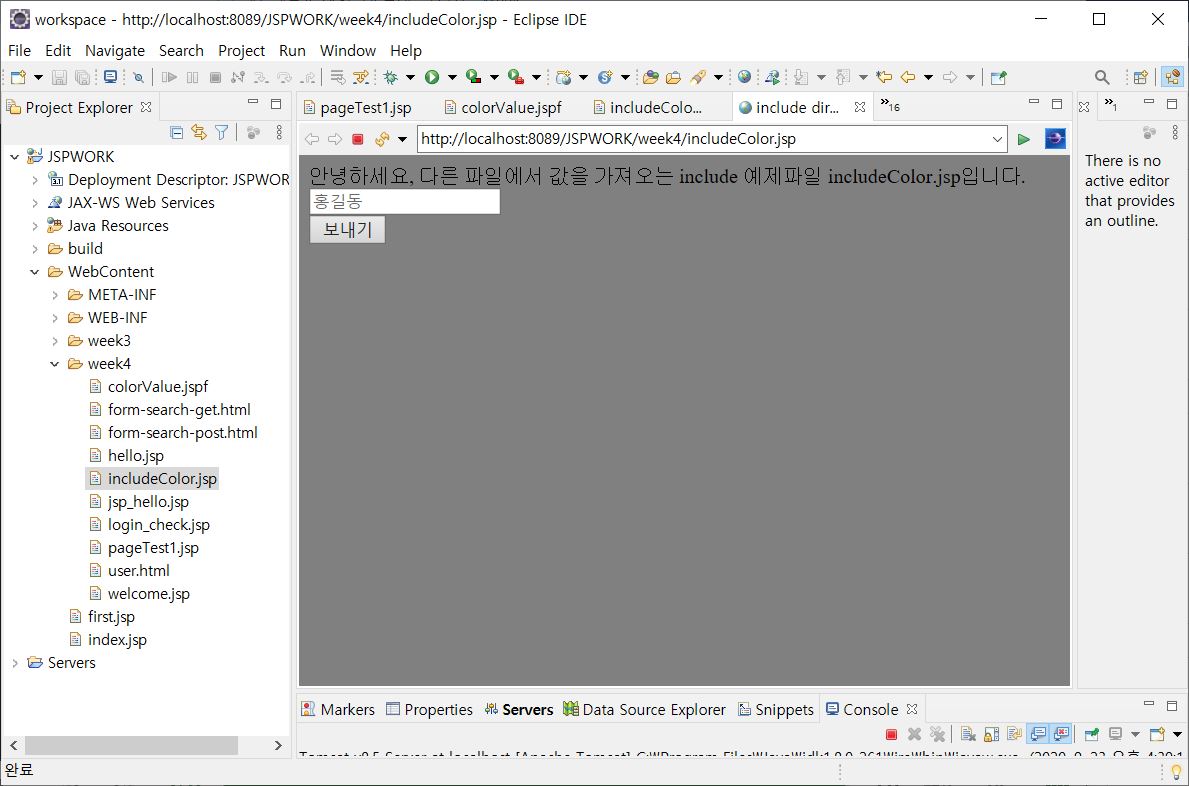 workspace - http://localhost:8089/JSPWORK/week4/includeColor.jsp - Eclipse IDE
File Edit Navigate Search Project Run Window Help
Project Explorer
JSPWORK
Deployment Descriptor: JSPWOR
JAX-WS Web Services
Java Resources
build
WebContent
META-INF
WEB-INF
week3
week4
colorValue.jspf
form-search-get.html
form-search-post.html
hello.jsp
includeColor.jsp
jsp_hello.jsp
login_check.jsp
pageTest1.jsp
user.html
welcome.jsp
first.jsp
index.jsp
Servers
pageTest1.jsp colorValue.jspf includeColo... include dir... »16
http://localhost:8089/JSPWORK/week4/includeColor.jsp
안녕하세요, 다른 파일에서 값을 가져오는 include 예제파일 includeColor.jsp입니다.
홍길동
보내기
»1
There is no
active editor
that provides
an outline.
Markers Properties Servers Data Source Explorer Snippets Console
완료